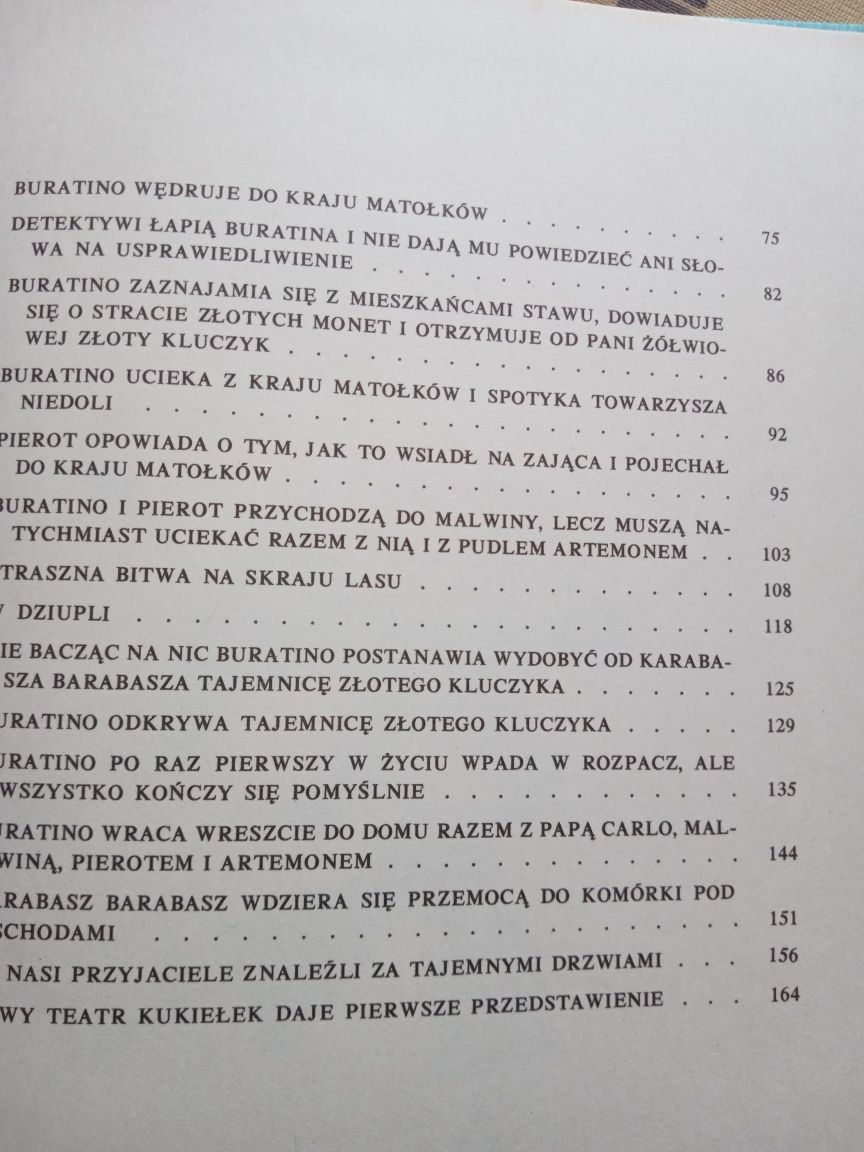 BURATINO WĘDRUJE DO KRAJU MATOŁKÓW . . . . . . . . . 75
DETEKTYWI ŁAPIĄ BURATINA I NIE DAJĄ MU POWIEDZIEĆ ANI SŁO-
WA NA USPRAWIEDLIWIENIE . . . . . . . . . . . . . 82
BURATINO ZAZNAJAMIA SIĘ Z MIESZKAŃCAMI STAWU, DOWIADUJE
SIĘ O STRACIE ZŁOTYCH MONET I OTRZYMUJE OD PANI ŻÓŁWIO-
WEJ ZŁOTY KLUCZYK . . . . . . . . . . . . . . . . 86
BURATINO UCIEKA Z KRAJU MATOŁKÓW I SPOTYKA TOWARZYSZA
NIEDOLI . . . . . . . . . . . . . . . . . . . . . 92
PIEROT OPOWIADA O TYM, JAK TO WSIADŁ NA ZAJĄCA I POJECHAŁ
DO KRAJU MATOŁKÓW . . . . . . . . . . . . . . . . 95
BURATINO I PIEROT PRZYCHODZĄ DO MALWINY, LECZ MUSZĄ NA-
TYCHMIAST UCIEKAĆ RAZEM Z NIĄ I Z PUDLEM ARTEMONEM . . 103
TRASZNA BITWA NA SKRAJU LASU . . . . . . . . . . . . 108
DZIUPLI . . . . . . . . . . . . . . . . . . . . . 118
IE BACZĄC NA NIC BURATINO POSTANAWIA WYDOBYĆ OD KARABA-
SZA BARABASZA TAJEMNICĘ ZŁOTEGO KLUCZYKA . . . . . . . 125
URATINO ODKRYWA TAJEMNICĘ ZŁOTEGO KLUCZYKA . . . . . 129
URATINO PO RAZ PIERWSZY W ŻYCIU WPADA W ROZPACZ, ALE
WSZYSTKO KOŃCZY SIĘ POMYŚLNIE . . . . . . . . . . . 135
URATINO WRACA WRESZCIE DO DOMU RAZEM Z PAPĄ CARLO, MAL-
WINĄ, PIEROTEM I ARTEMONEM . . . . . . . . . . . . . 144
ARABASZ BARABASZ WDZIERA SIĘ PRZEMOCĄ DO KOMÓRKI POD
SCHODAMI . . . . . . . . . . . . . . . . . . . . . 151
NASI PRZYJACIELE ZNALEŹLI ZA TAJEMNYMI DRZWIAMI . . . 156
WY TEATR KUKIEŁEK DAJE PIERWSZE PRZEDSTAWIENIE . . . 164